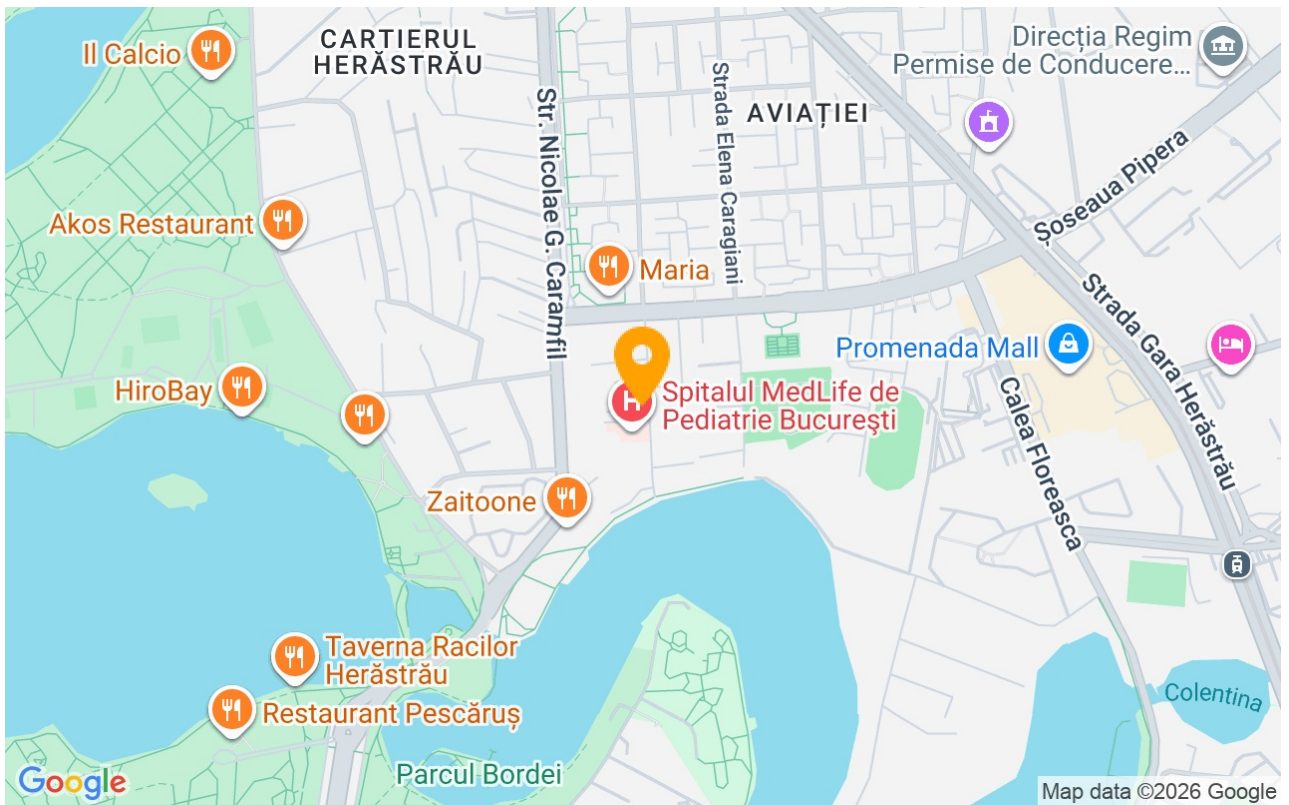 Il Calcio
CARTIERUL
HERĂSTRĂU
Str. Nicolae G. Caramfil
Strada Elena Caragiani
AVIAȚIEI
Direcția Regim
Permise de Conducere...
Șoseaua Pipera
Akos Restaurant
Maria
Strada Gara Herăstrău
Promenada Mall
Calea Floreasca
HiroBay
H
Spitalul MedLife de
Pediatrie Bucureşti
Zaitoone
Taverna Racilor
Herăstrău
Restaurant Pescăruș
Parcul Bordei
Colentina
Google
Map data ©2026 Google